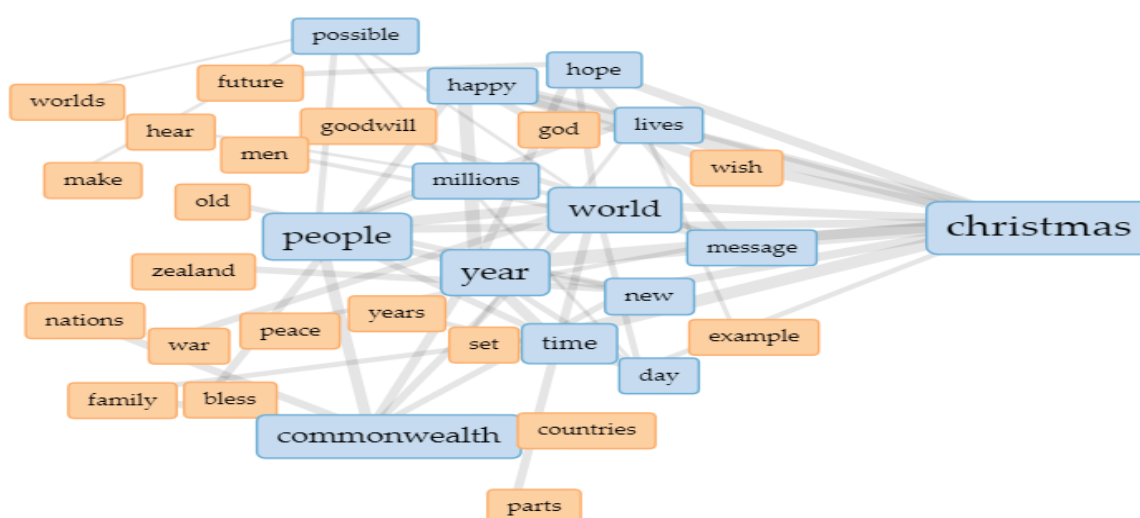 possible
hope
future
happy
worlds
goodwill
god
lives
hear
men
wish
make
millions
old
world
christmas
people
message
zealand
year
new
nations
years
peace
war
set
time
example
day
family
bless
commonwealth
countries
parts